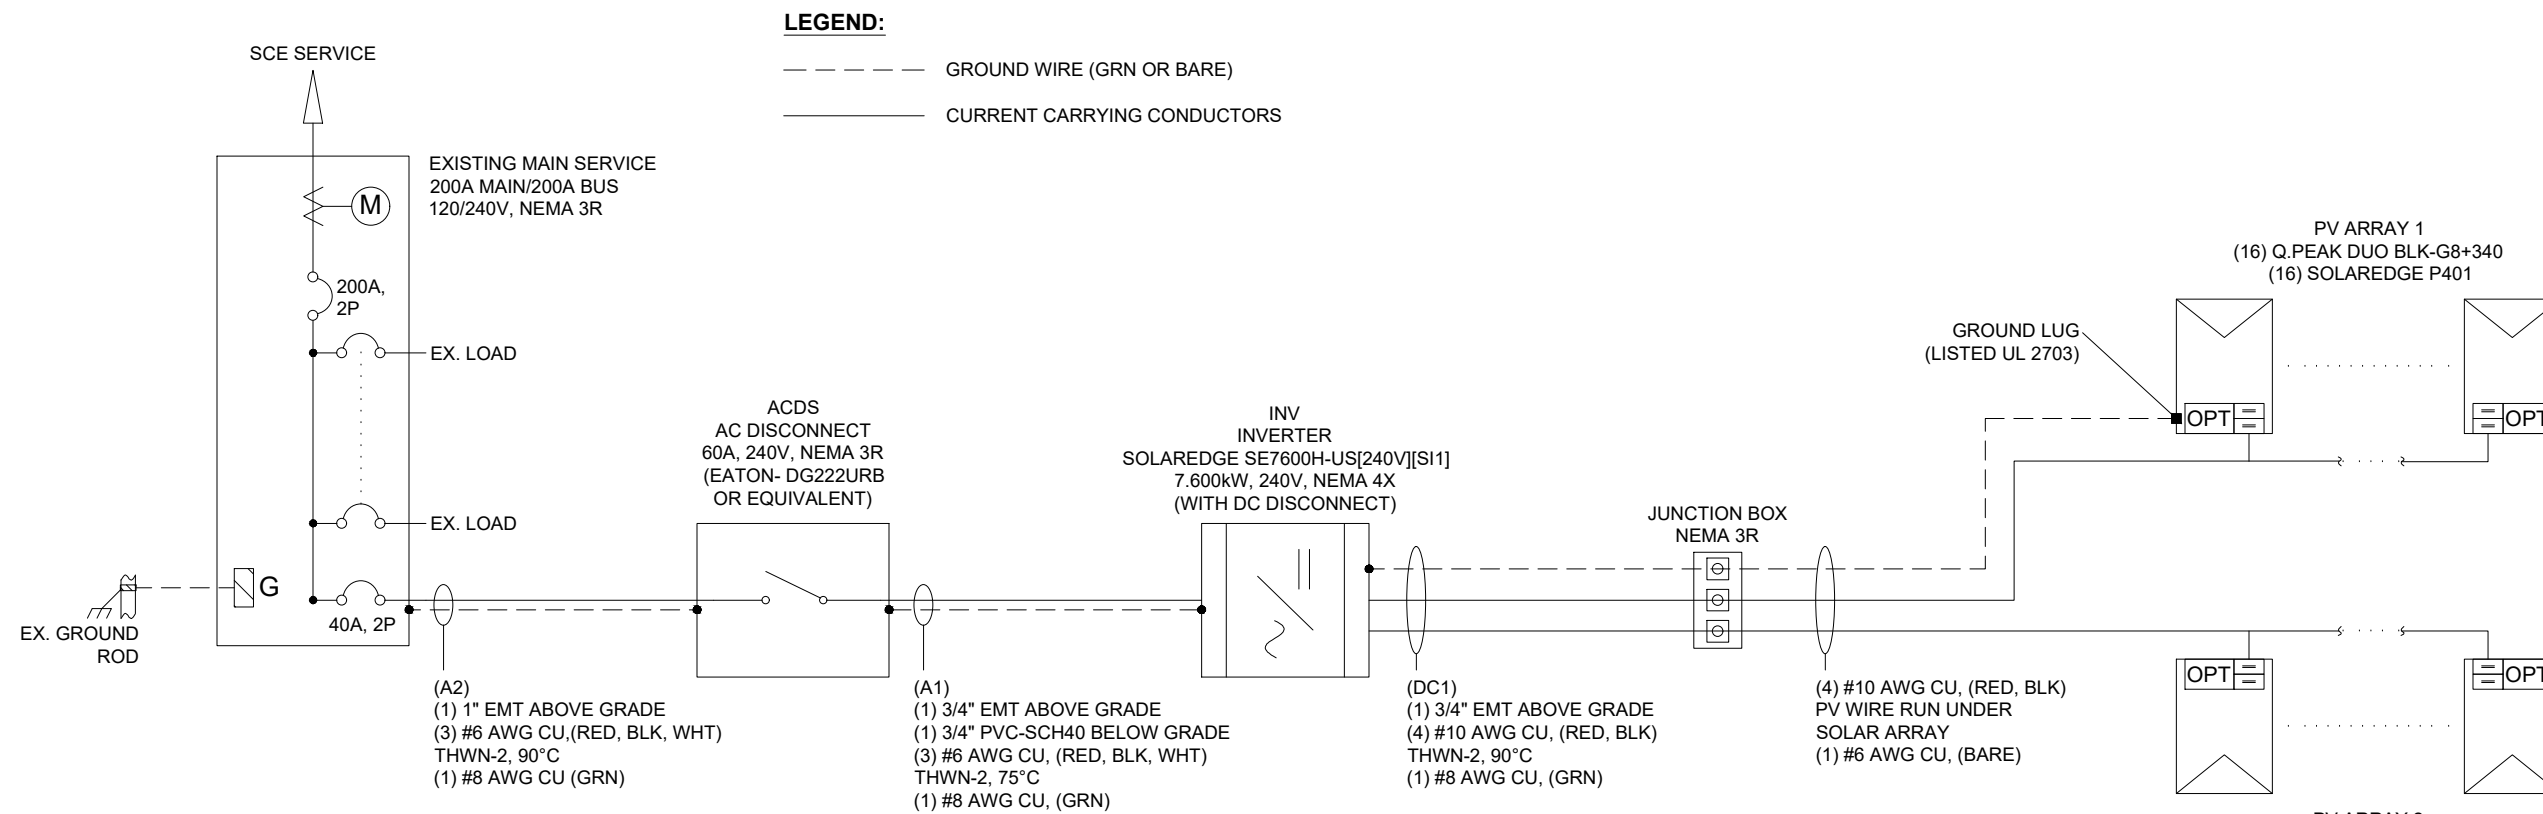 LEGEND:
GROUND WIRE (GRN OR BARE)
CURRENT CARRYING CONDUCTORS
SCE SERVICE
EXISTING MAIN SERVICE
200A MAIN/200A BUS
120/240V, NEMA 3R
M
200A,
2P
EX. LOAD
EX. LOAD
G
40A, 2P
EX. GROUND
ROD
(A2)
(1) 1" EMT ABOVE GRADE
(3) #6 AWG CU,(RED, BLK, WHT)
THWN-2, 90°C
(1) #8 AWG CU (GRN)
ACDS
AC DISCONNECT
60A, 240V, NEMA 3R
(EATON- DG222URB
OR EQUIVALENT)
(A1)
(1) 3/4" EMT ABOVE GRADE
(1) 3/4" PVC-SCH40 BELOW GRADE
(3) #6 AWG CU, (RED, BLK, WHT)
THWN-2, 75°C
(1) #8 AWG CU, (GRN)
INV
INVERTER
SOLAREDGE SE7600H-US[240V][SI1]
7.600kW, 240V, NEMA 4X
(WITH DC DISCONNECT)
(DC1)
(1) 3/4" EMT ABOVE GRADE
(4) #10 AWG CU, (RED, BLK)
THWN-2, 90°C
(1) #8 AWG CU, (GRN)
JUNCTION BOX
NEMA 3R
(4) #10 AWG CU, (RED, BLK)
PV WIRE RUN UNDER
SOLAR ARRAY
(1) #6 AWG CU, (BARE)
GROUND LUG
(LISTED UL 2703)
PV ARRAY 1
(16) Q.PEAK DUO BLK-G8+340
(16) SOLAREDGE P401
OPT
OPT
OPT
OPT